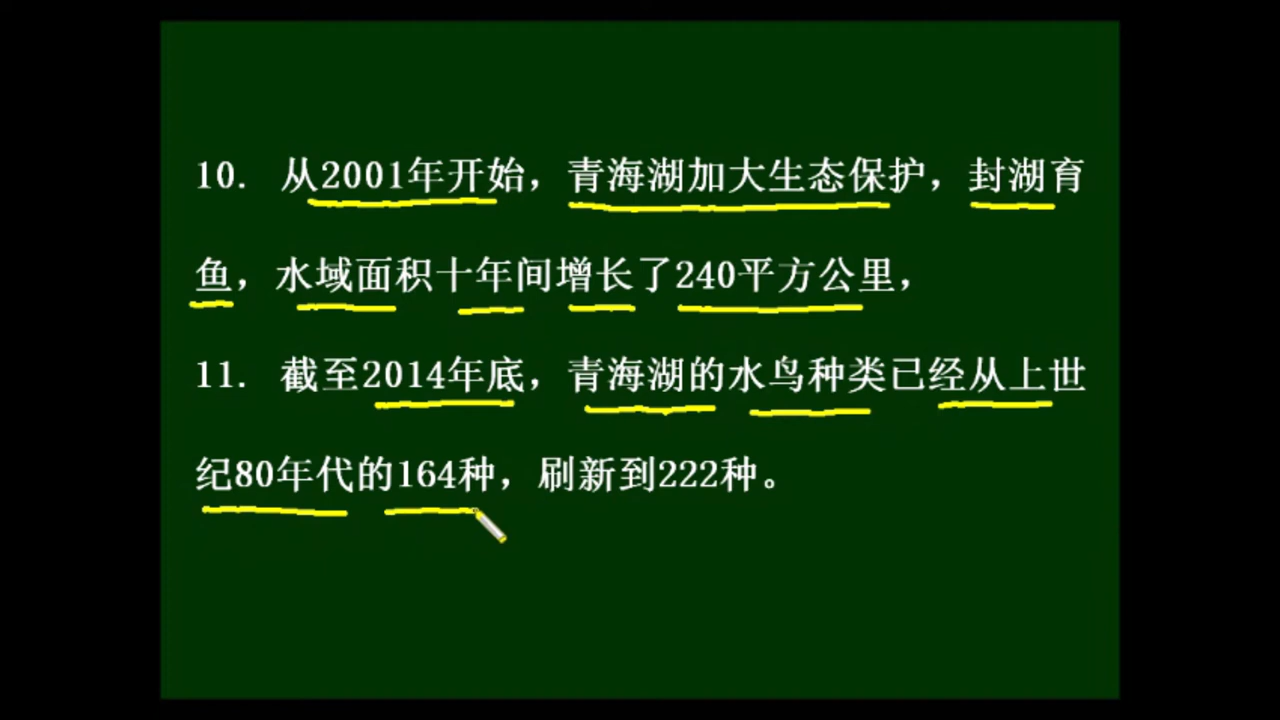 10. 从2001年开始，青海湖加大生态保护，封湖育
鱼，水域面积十年间增长了240平方公里，
11. 截至2014年底，青海湖的水鸟种类已经从上世
纪80年代的164种，刷新到222种。